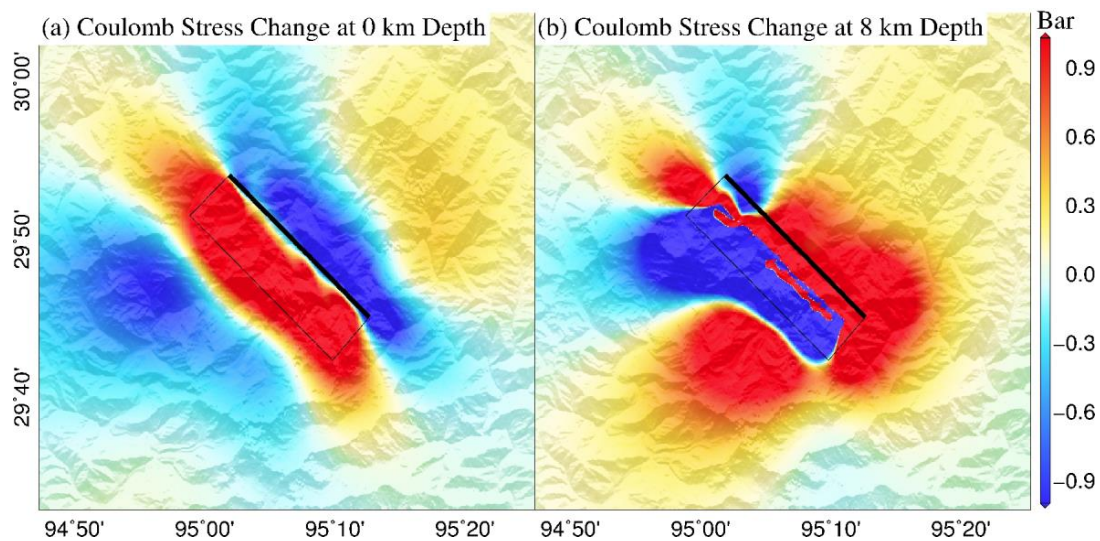 (a) Coulomb Stress Change at 0 km Depth
(b) Coulomb Stress Change at 8 km Depth
Bar
30˚00'
29˚50'
29˚40'
94˚50' 95˚00' 95˚10' 95˚20'
94˚50' 95˚00' 95˚10' 95˚20'
0.9
0.6
0.3
0.0
−0.3
−0.6
−0.9